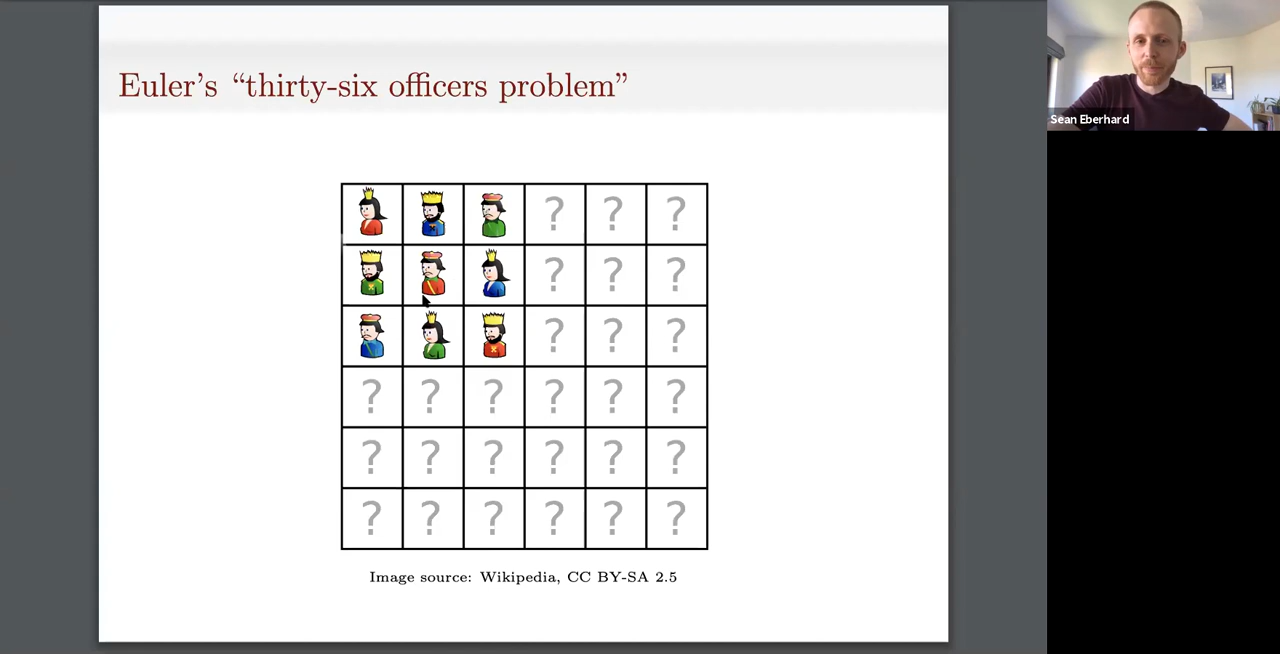 Euler's “thirty-six officers problem”
Sean Eberhard
? ? ?
? ? ?
? ? ?
? ? ? ? ? ?
? ? ? ? ? ?
? ? ? ? ? ?
Image source: Wikipedia, CC BY-SA 2.5